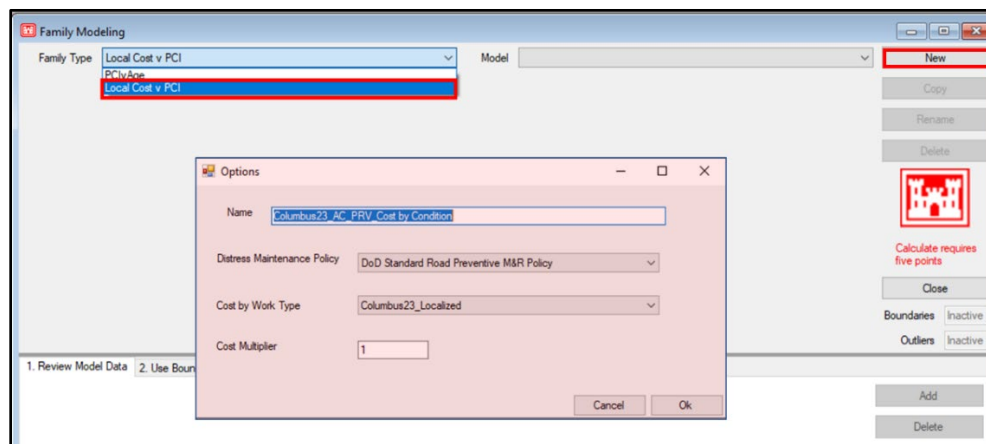 Family Modeling
Family Type Local Cost v PCI Model New
PCIvAge
Local Cost v PCI
Copy
Rename
Delete
Options
Name Columbus23_AC_PRV_Cost by Condition
Distress Maintenance Policy DoD Standard Road Preventive M&R Policy
Cost by Work Type Columbus23_Localized
Cost Multiplier 1
Cancel Ok
Calculate requires
five points
Close
Boundaries Inactive
Outliers Inactive
1. Review Model Data 2. Use Boun
Add
Delete